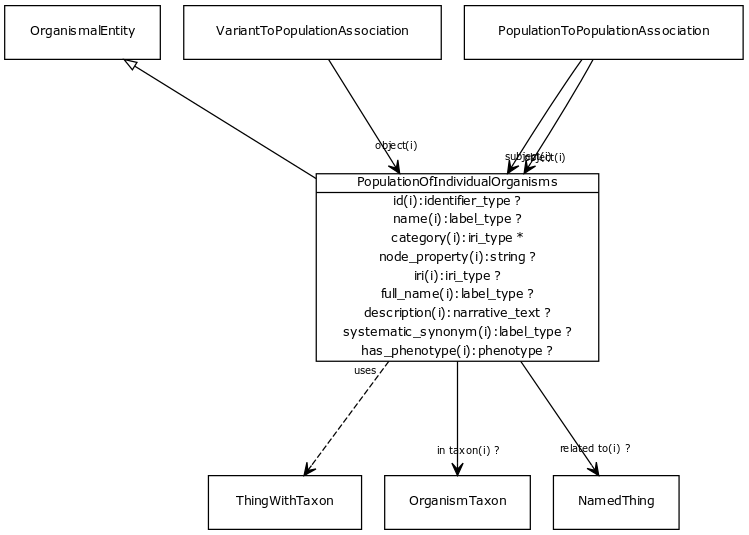 OrganismalEntity
VariantToPopulationAssociation
PopulationToPopulationAssociation
object(i)
subject(i)
object(i)
PopulationOfIndividualOrganisms
id(i):identifier_type ?
name(i):label_type ?
category(i):iri_type *
node_property(i):string ?
iri(i):iri_type ?
full_name(i):label_type ?
description(i):narrative_text ?
systematic_synonym(i):label_type ?
has_phenotype(i):phenotype ?
uses
in taxon(i) ?
related to(i) ?
ThingWithTaxon
OrganismTaxon
NamedThing